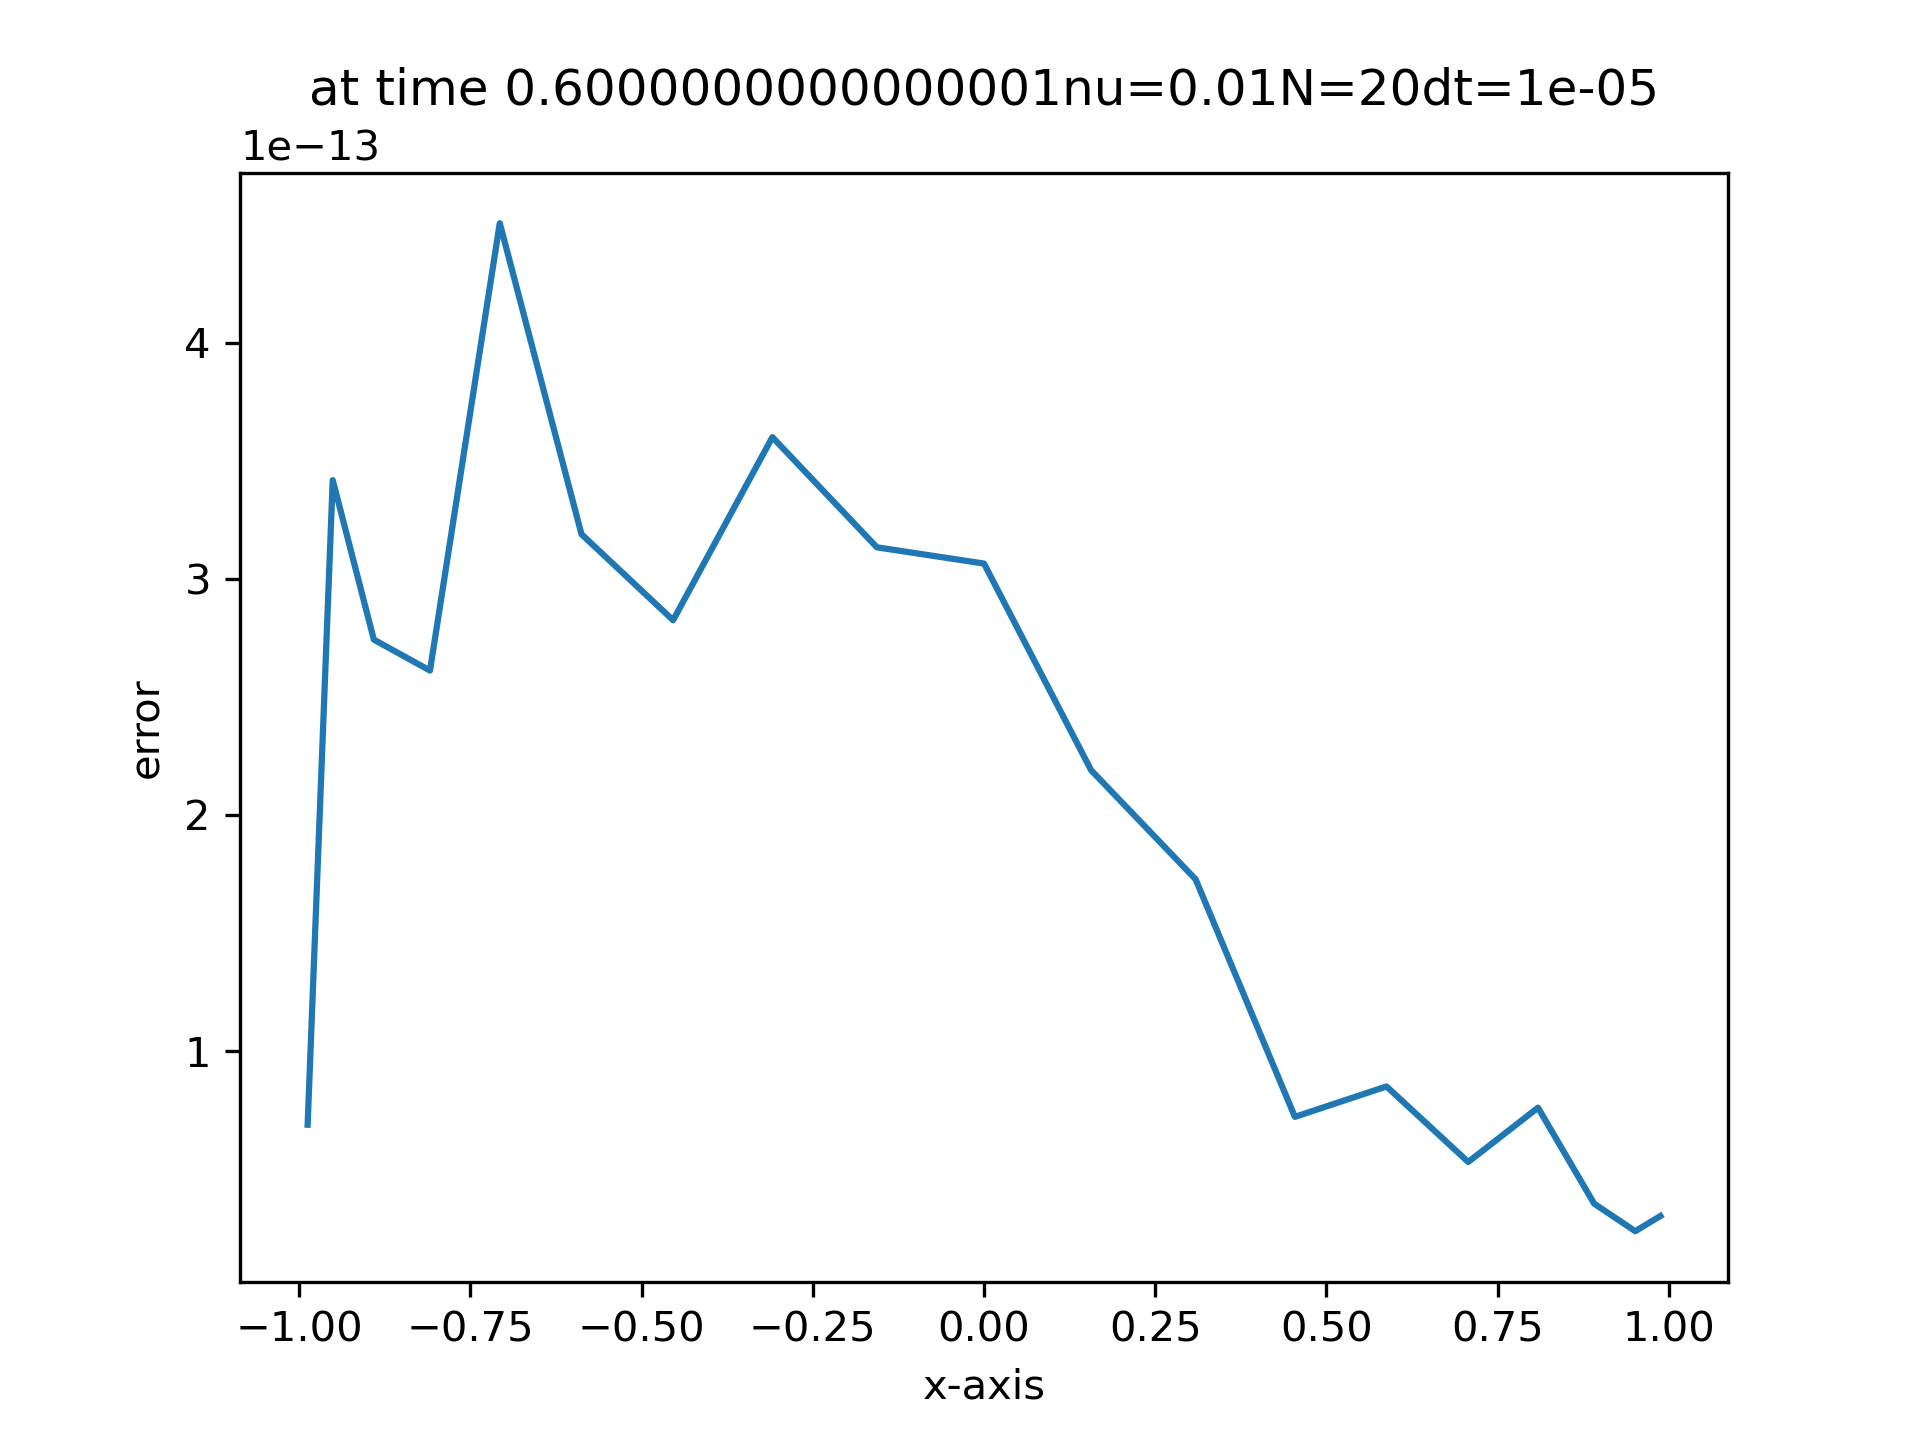 at time 0.6000000000000001nu=0.01N=20dt=1e-05
1e−13
4
3
2
1
error
−1.00 −0.75 −0.50 −0.25 0.00 0.25 0.50 0.75 1.00
x-axis